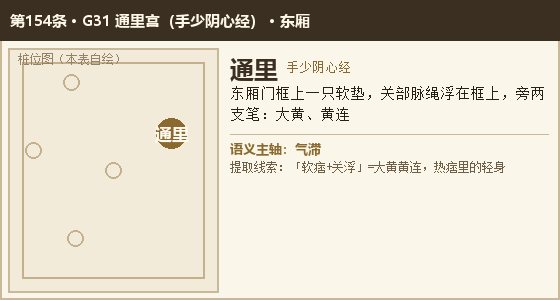 第154条・G31 通里宫（手少阴心经）・东厢
桩位图（本表自绘）
通里
通里 手少阴心经
东厢门框上一只软垫，关部脉绳浮在框上，旁两
支笔：大黄、黄连
语义主轴：气滞
提取线索：「软痞+关浮」=大黄黄连，热痞里的轻身